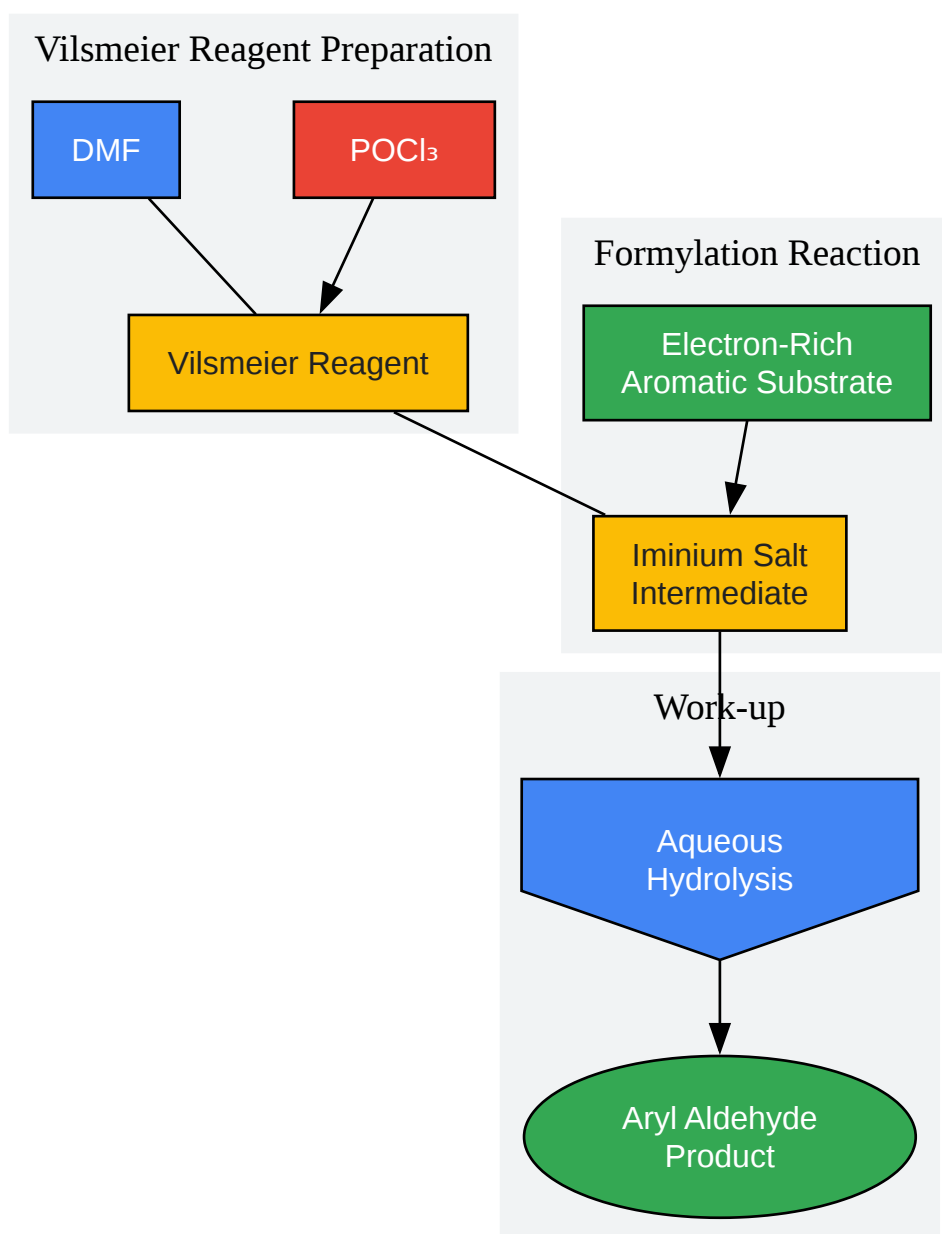 Vilsmeier Reagent Preparation
DMF
POCl₃
Vilsmeier Reagent
Formylation Reaction
Electron-Rich
Aromatic Substrate
Iminium Salt
Intermediate
Work-up
Aqueous
Hydrolysis
Aryl Aldehyde
Product